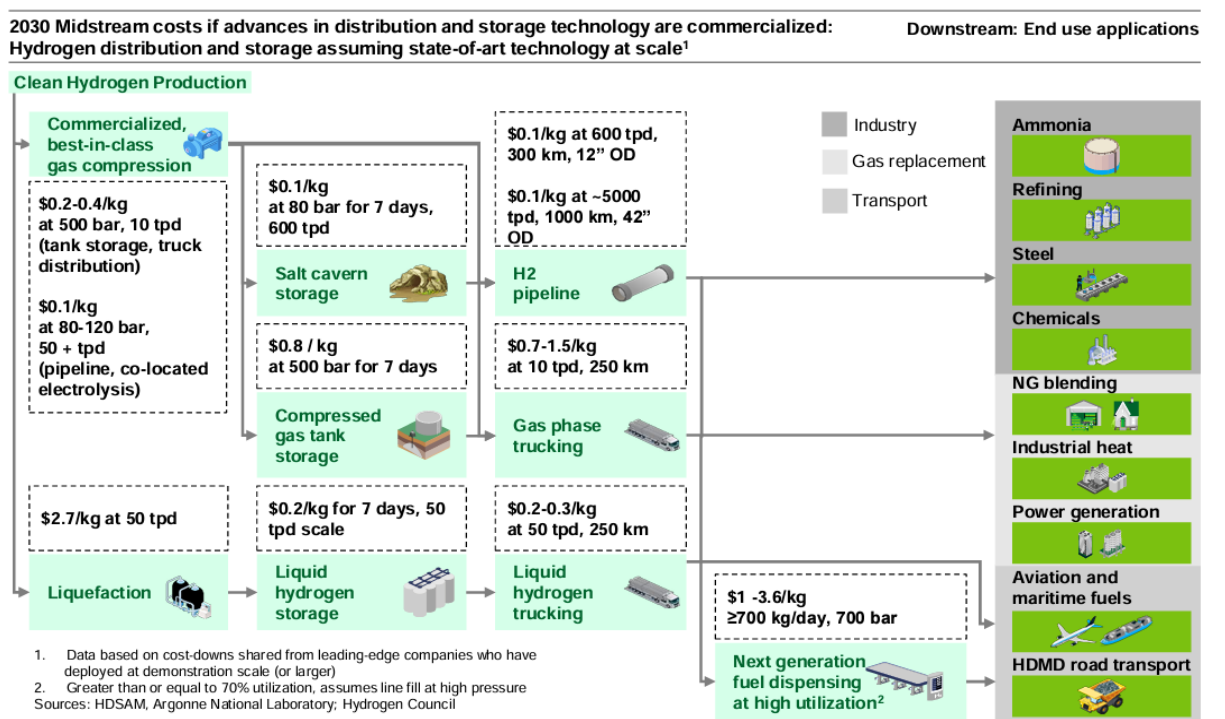 2030 Midstream costs if advances in distribution and storage technology are commercialized:
Hydrogen distribution and storage assuming state-of-art technology at scale1
Downstream: End use applications
Clean Hydrogen Production
Commercialized,
best-in-class
gas compression
$0.2-0.4/kg
at 500 bar, 10 tpd
(tank storage, truck
distribution)
$0.1/kg
at 80-120 bar,
50 + tpd
(pipeline, co-located
electrolysis)
$2.7/kg at 50 tpd
Liquefaction
$0.1/kg
at 80 bar for 7 days,
600 tpd
Salt cavern
storage
$0.8 / kg
at 500 bar for 7 days
Compressed
gas tank
storage
$0.2/kg for 7 days, 50
tpd scale
Liquid
hydrogen
storage
$0.1/kg at 600 tpd,
300 km, 12” OD
$0.1/kg at ~5000
tpd, 1000 km, 42”
OD
H2
pipeline
$0.7-1.5/kg
at 10 tpd, 250 km
Gas phase
trucking
$0.2-0.3/kg
at 50 tpd, 250 km
Liquid
hydrogen
trucking
$1 -3.6/kg
≥700 kg/day, 700 bar
Next generation
fuel dispensing
at high utilization2
Industry
Gas replacement
Transport
Ammonia
Refining
Steel
Chemicals
NG blending
Industrial heat
Power generation
Aviation and
maritime fuels
HDMD road transport
1. Data based on cost-downs shared from leading-edge companies who have
deployed at demonstration scale (or larger)
2. Greater than or equal to 70% utilization, assumes line fill at high pressure
Sources: HDSAM, Argonne National Laboratory; Hydrogen Council